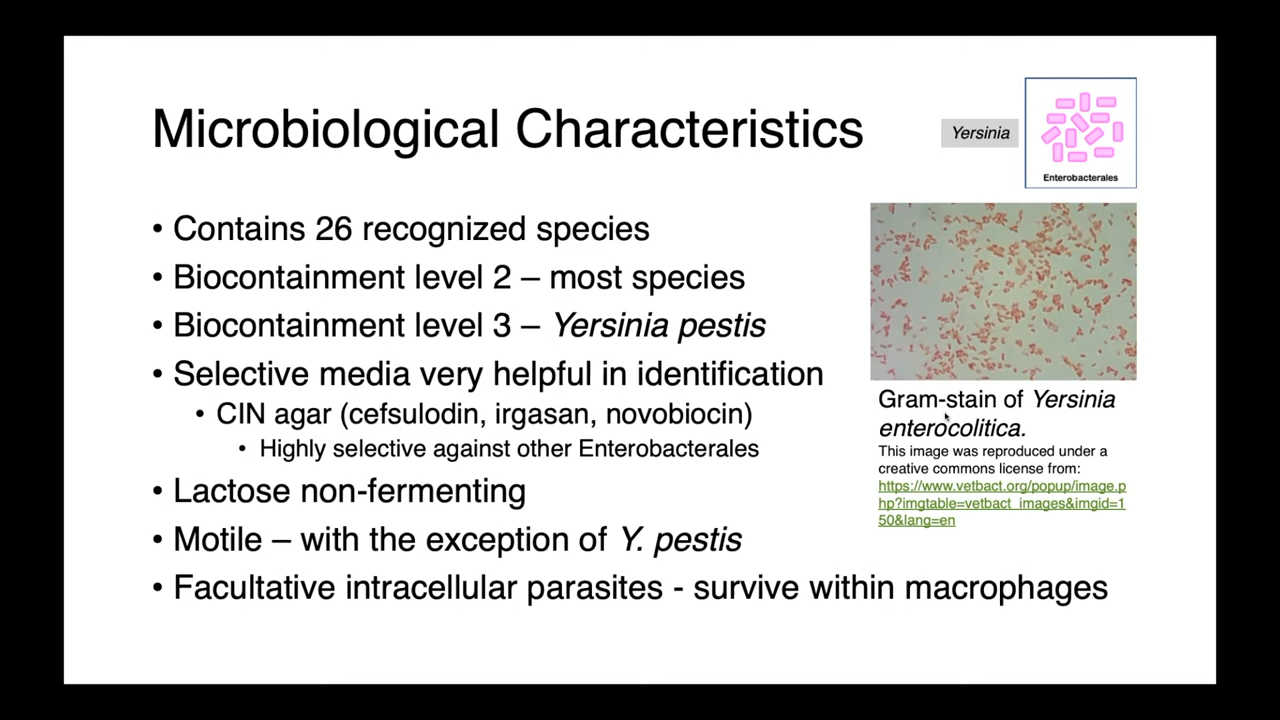 Microbiological Characteristics
Yersinia
Enterobacterales
• Contains 26 recognized species
• Biocontainment level 2 – most species
• Biocontainment level 3 – Yersinia pestis
• Selective media very helpful in identification
• CIN agar (cefsulodin, irgasan, novobiocin)
• Highly selective against other Enterobacterales
• Lactose non-fermenting
• Motile – with the exception of Y. pestis
• Facultative intracellular parasites - survive within macrophages
Gram-stain of Yersinia
enterocolitica.
This image was reproduced under a
creative commons license from:
https://www.vetbact.org/popup/image.p
hp?imgtable=vetbact_images&imgid=1
50&lang=en